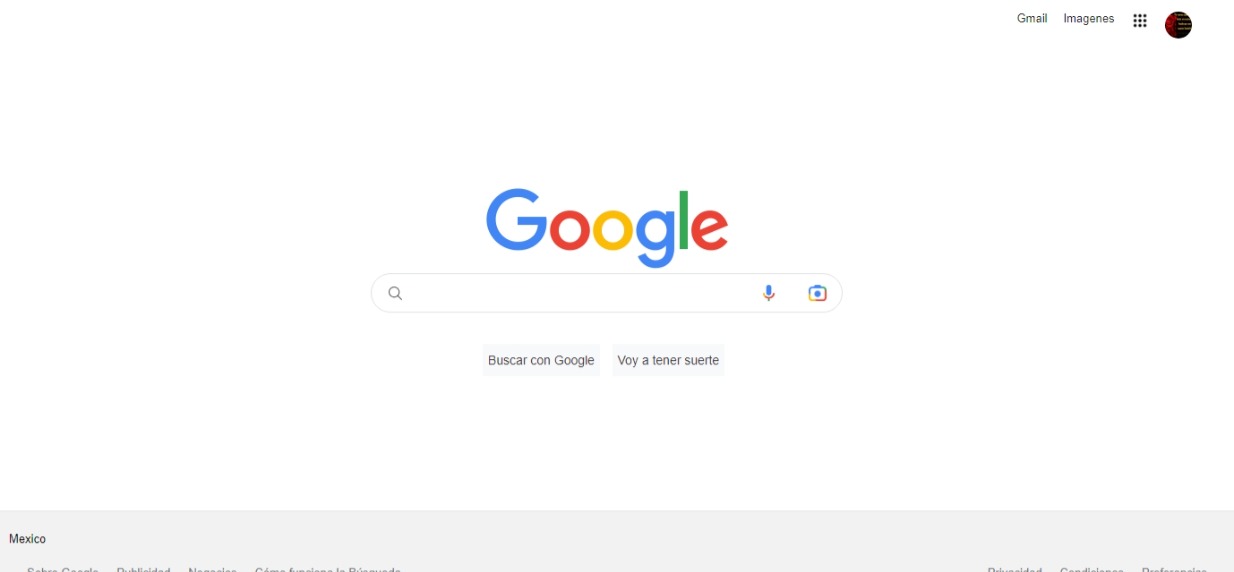 Gmail Imagenes
Google
Buscar con Google Voy a tener suerte
Mexico
Sobre Google Publicidad Negocios Cómo funciona la Búsqueda Privacidad Condiciones Preferencias